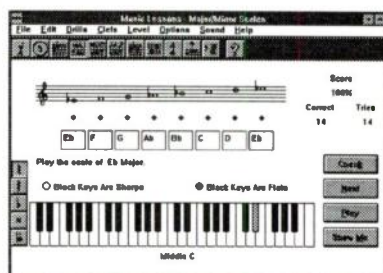 Music Lessons - Major/Minor Scales
File Edit Drills Clefs Level Options Sound Help
Score
100%
Correct Tries
14 14
Eb F G Ab Bb C D Eb
Play the scale of Eb Major.
Black Keys Are Sharps Black Keys Are Flats
Check
Next
Play
Show Me
Middle C